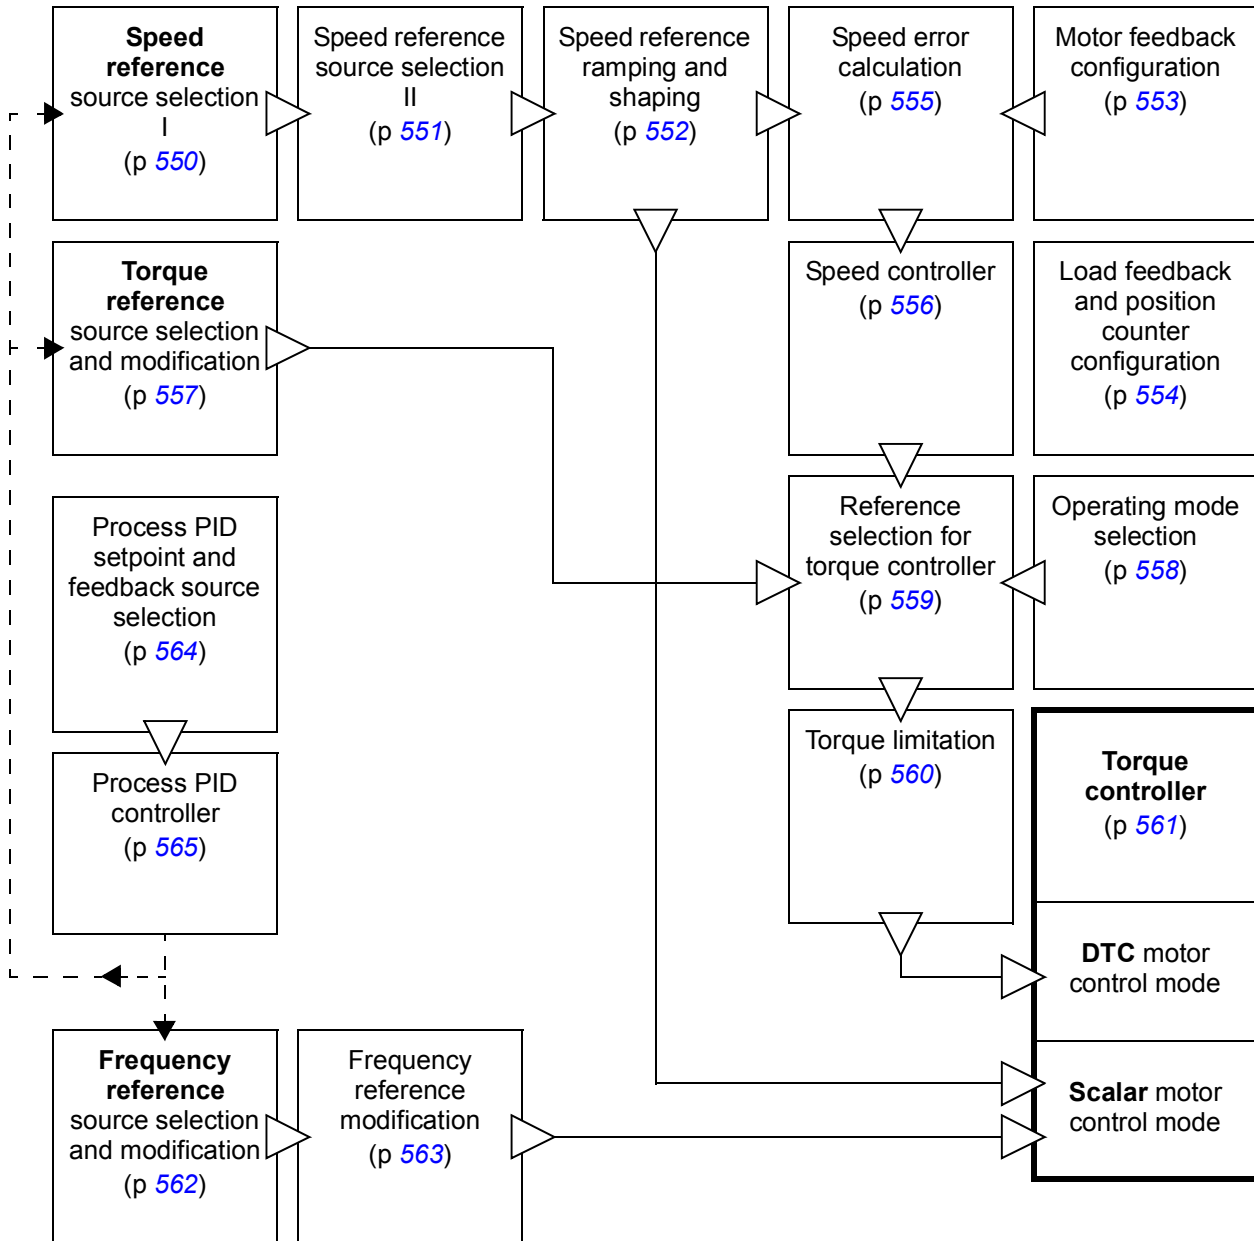 Speed
reference
source selection
I
(p 550)
Speed reference
source selection
II
(p 551)
Speed reference
ramping and
shaping
(p 552)
Speed error
calculation
(p 555)
Motor feedback
configuration
(p 553)
Torque
reference
source selection
and modification
(p 557)
Speed controller
(p 556)
Load feedback
and position
counter
configuration
(p 554)
Process PID
setpoint and
feedback source
selection
(p 564)
Reference
selection for
torque controller
(p 559)
Operating mode
selection
(p 558)
Process PID
controller
(p 565)
Torque limitation
(p 560)
Torque
controller
(p 561)
DTC motor
control mode
Scalar motor
control mode
Frequency
reference
source selection
and modification
(p 562)
Frequency
reference
modification
(p 563)